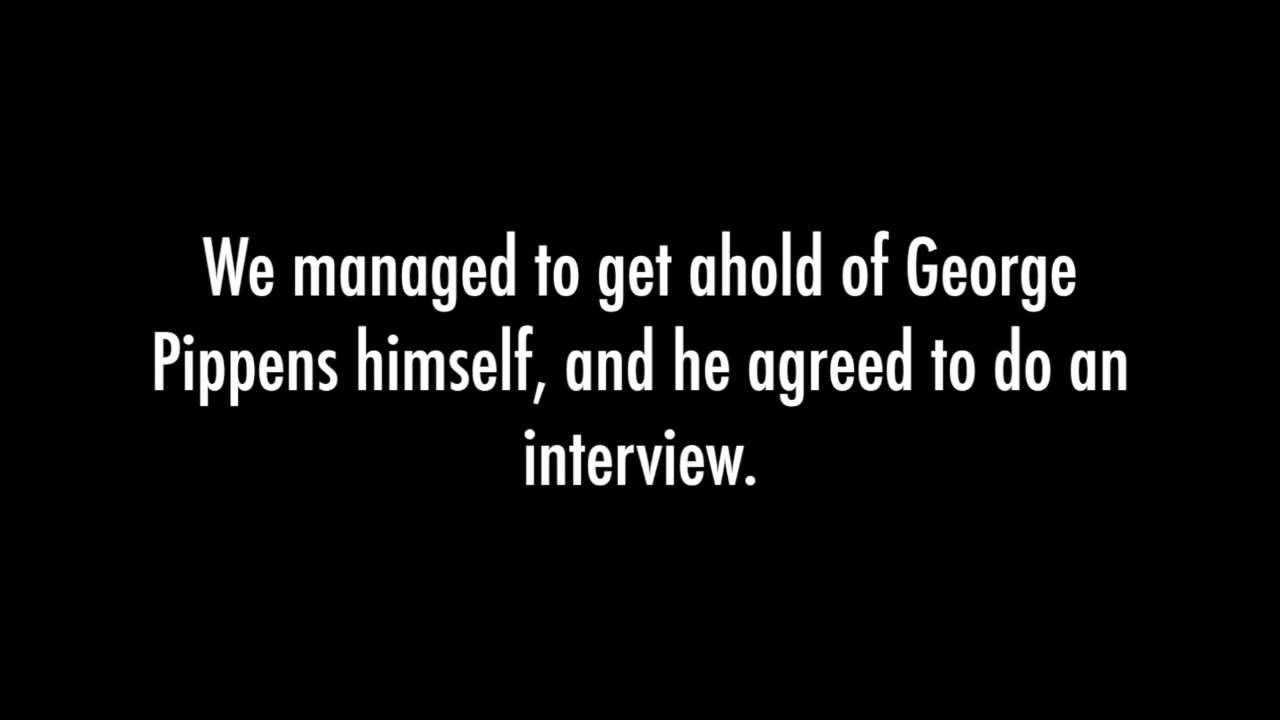 We managed to get ahold of George
Pippens himself, and he agreed to do an
interview.